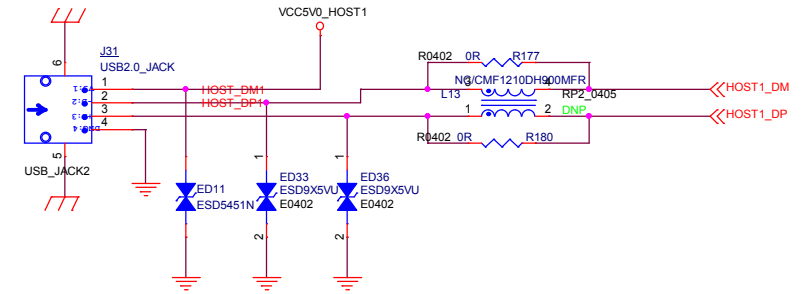 VCC5V0_HOST1
J31
USB2.0_JACK
6
R0402
0R
R177
1
HOST_DM1
3
NC/CMF1210DH900MFR
4
HOST1_DM
2
HOST_DP1
L13
RP2_0405
3
1
2
DNP
HOST1_DP
4
R0402
0R
R180
5
USB_JACK2
1
1
ED11
ESD5451N
ED33
ESD9X5VU
E0402
ED36
ESD9X5VU
E0402
2
2